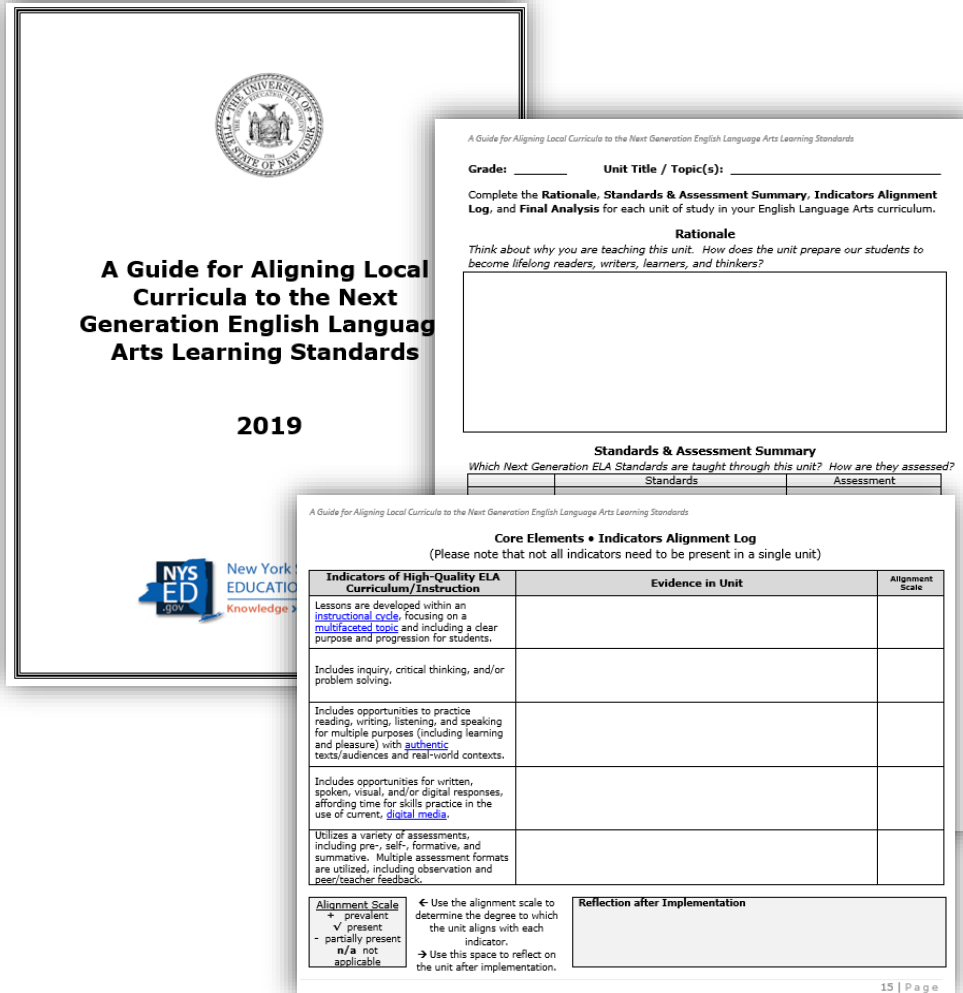 THE UNIVERSITY OF
THE STATE OF NEW YORK
A Guide for Aligning Local
Curricula to the Next
Generation English Languag
Arts Learning Standards
2019
NYS
ED
.gov
New York
EDUCATIO
Knowledge >
A Guide for Aligning Local Curricula to the Next Generation English Language Arts Learning Standards
Grade: ________ Unit Title / Topic(s): ________________________________
Complete the Rationale, Standards & Assessment Summary, Indicators Alignment
Log, and Final Analysis for each unit of study in your English Language Arts curriculum.
Rationale
Think about why you are teaching this unit. How does the unit prepare our students to
become lifelong readers, writers, learners, and thinkers?
Standards & Assessment Summary
Which Next Generation ELA Standards are taught through this unit? How are they assessed?
Standards Assessment
A Guide for Aligning Local Curricula to the Next Generation English Language Arts Learning Standards
Core Elements • Indicators Alignment Log
(Please note that not all indicators need to be present in a single unit)
Indicators of High-Quality ELA
Curriculum/Instruction
Evidence in Unit
Alignment
Scale
Lessons are developed within an
instructional cycle, focusing on a
multifaceted topic and including a clear
purpose and progression for students.
Includes inquiry, critical thinking, and/or
problem solving.
Includes opportunities to practice
reading, writing, listening, and speaking
for multiple purposes (including learning
and pleasure) with authentic
texts/audiences and real-world contexts.
Includes opportunities for written,
spoken, visual, and/or digital responses,
affording time for skills practice in the
use of current, digital media.
Utilizes a variety of assessments,
including pre-, self-, formative, and
summative. Multiple assessment formats
are utilized, including observation and
peer/teacher feedback.
Alignment Scale
+ prevalent
√ present
- partially present
n/a not
applicable
← Use the alignment scale to
determine the degree to which
the unit aligns with each
indicator.
→ Use this space to reflect on
the unit after implementation.
Reflection after Implementation
15 | Page